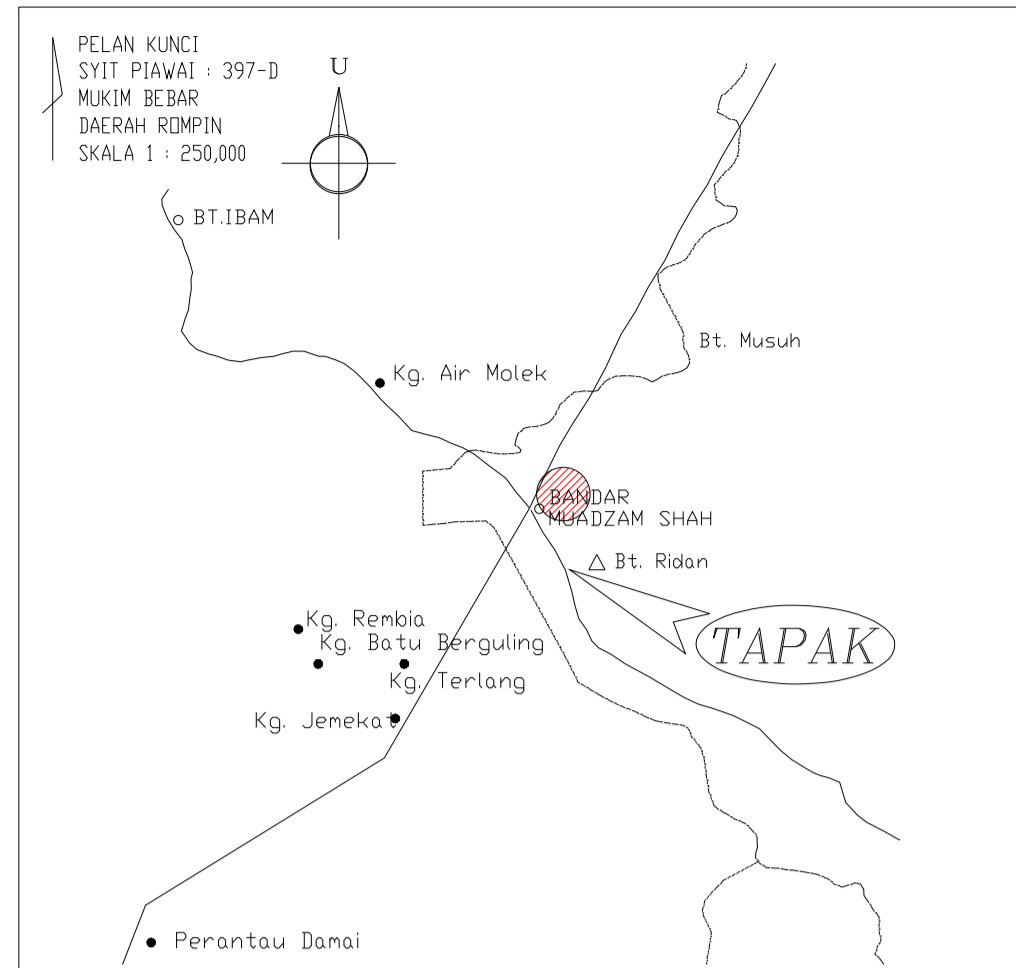 PELAN KUNCI
SYIT PIAWAI : 397-D
MUKIM BEBAR
DAERAH ROMPIN
SKALA 1 : 250,000
U
BT.IBAM
Bt. Musuh
Kg. Air Molek
BANDAR
MUADZAM SHAH
Bt. Ridan
Kg. Rembia
Kg. Batu Berguling
TAPAK
Kg. Terlang
Kg. Jemekat
Perantau Damai